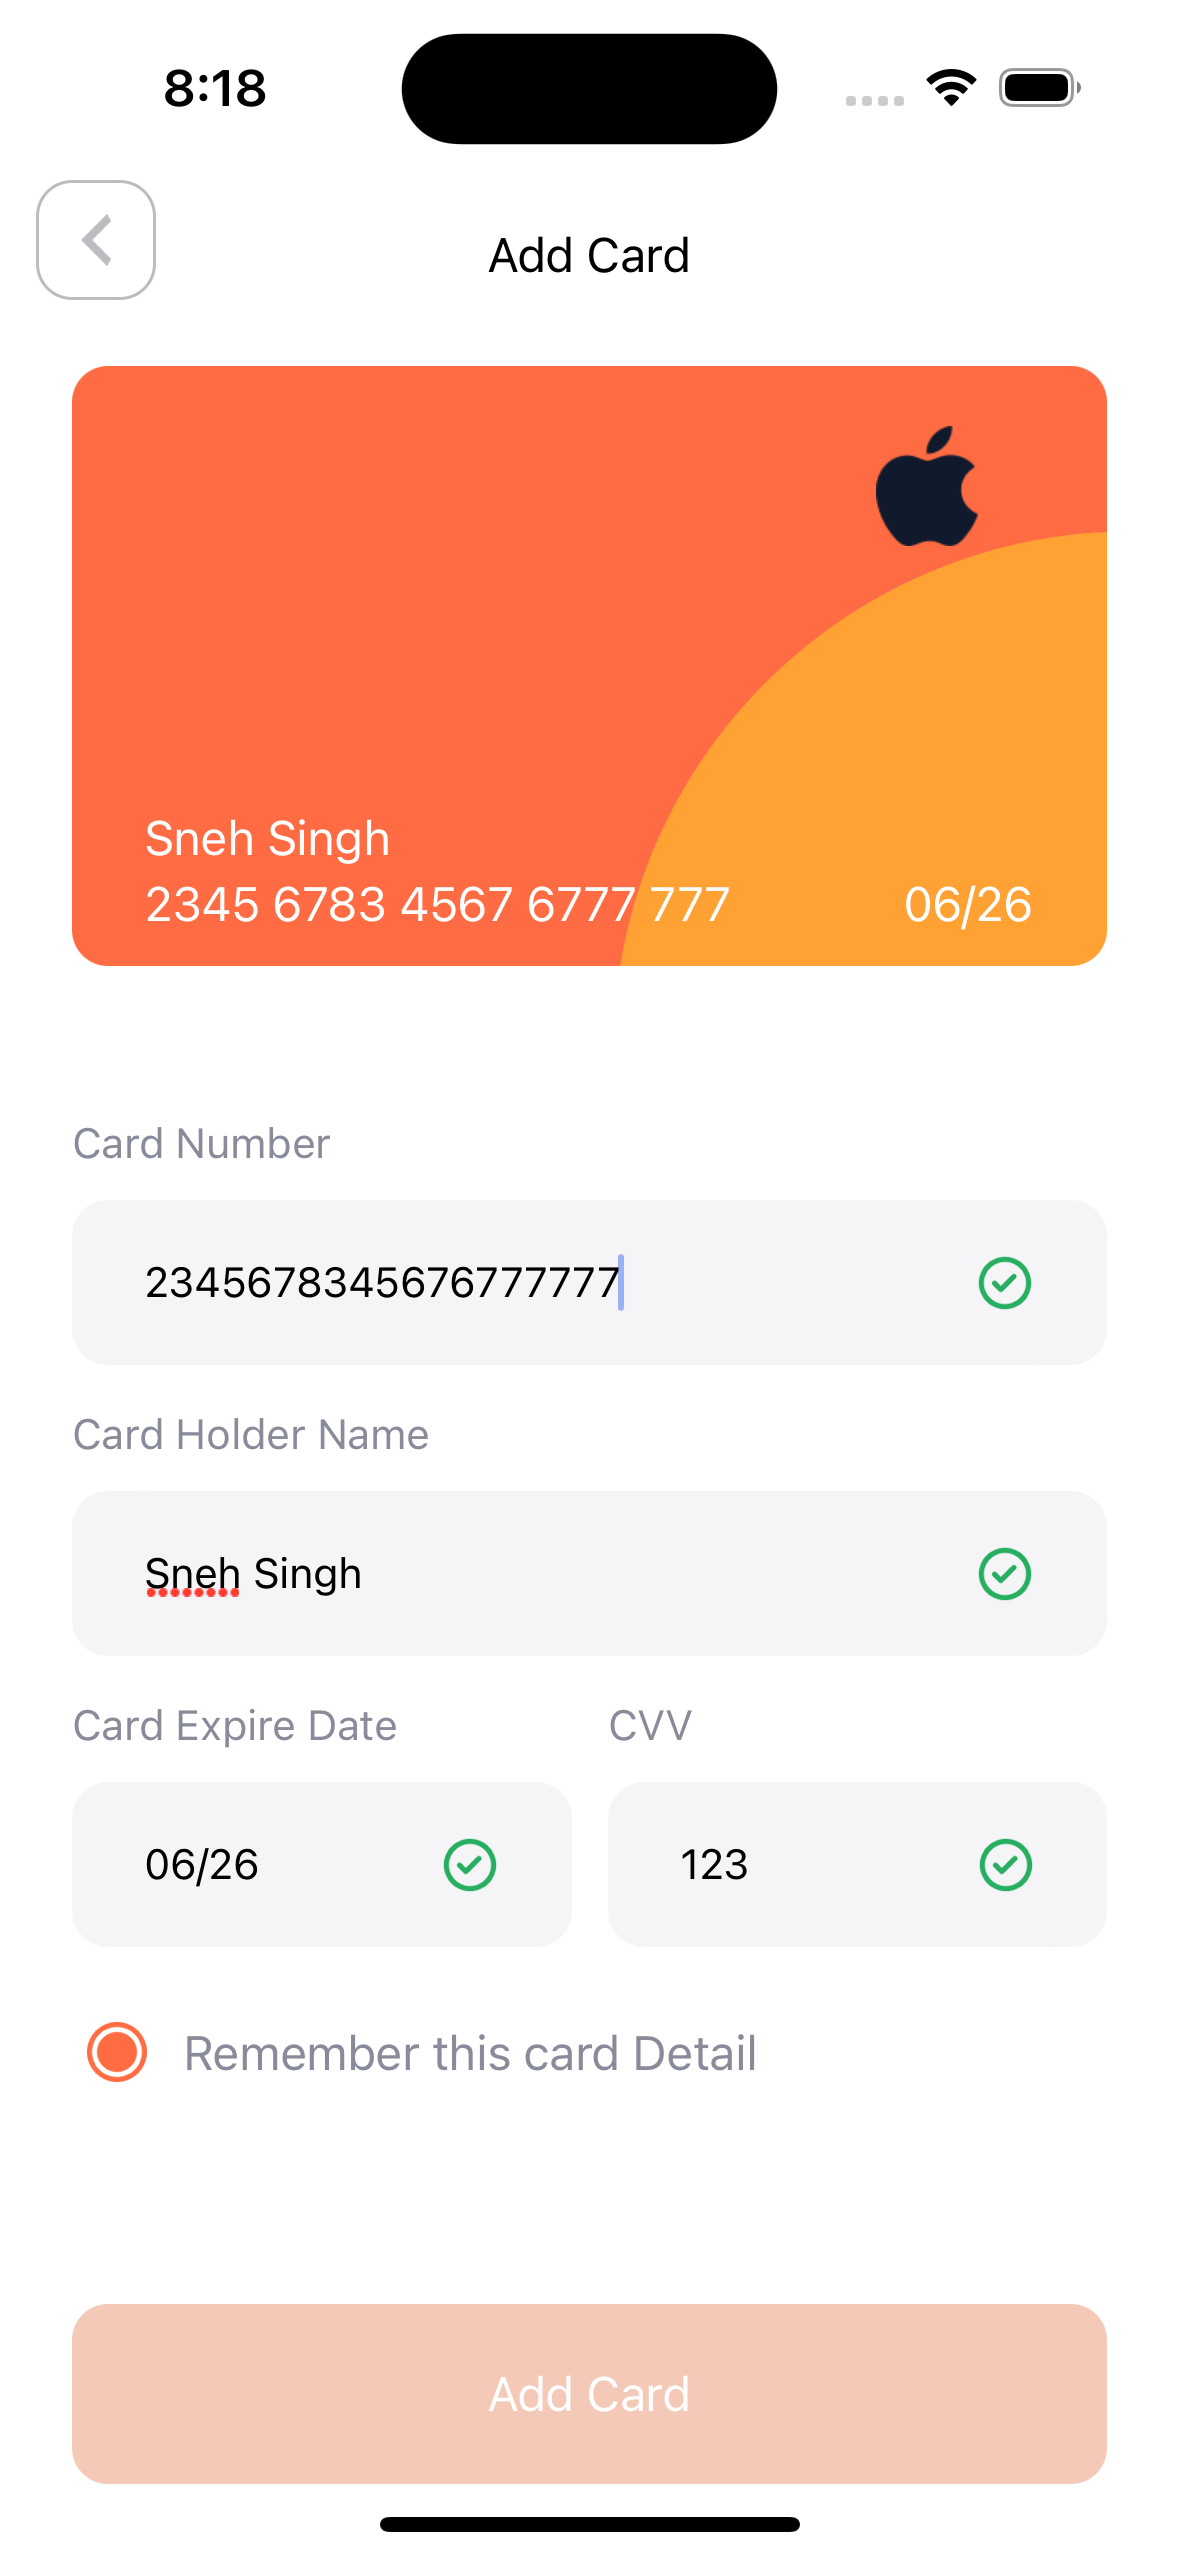 8:18
Add Card
Sneh Singh
2345 6783 4567 6777 777 06/26
Card Number
2345678345676777777
Card Holder Name
Sneh Singh
Card Expire Date CVV
06/26 123
Remember this card Detail
Add Card